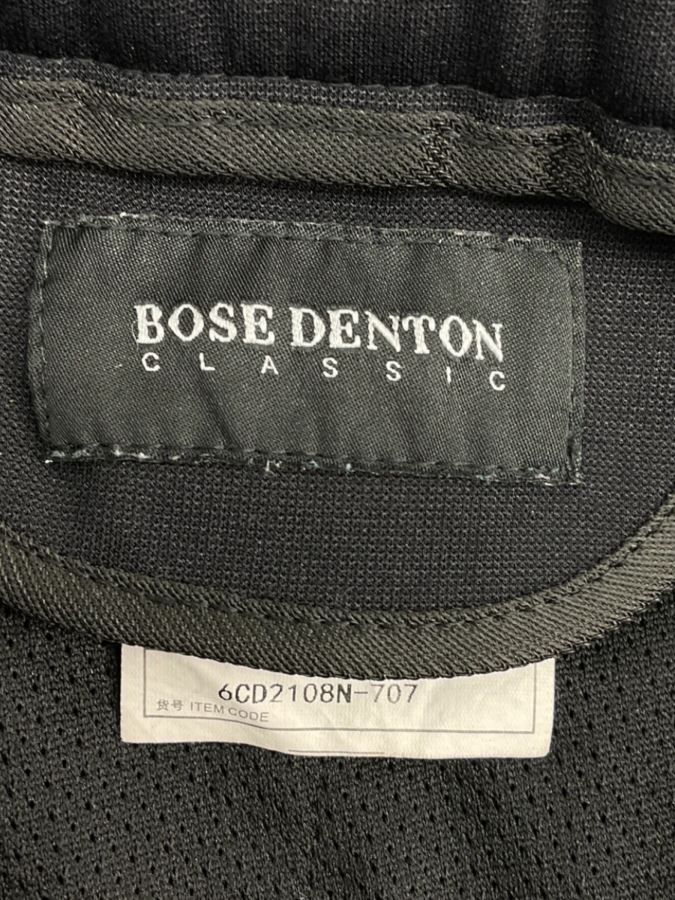 BOSE DENTON
CLASSIC
6CD2108N-707
货号 ITEM CODE